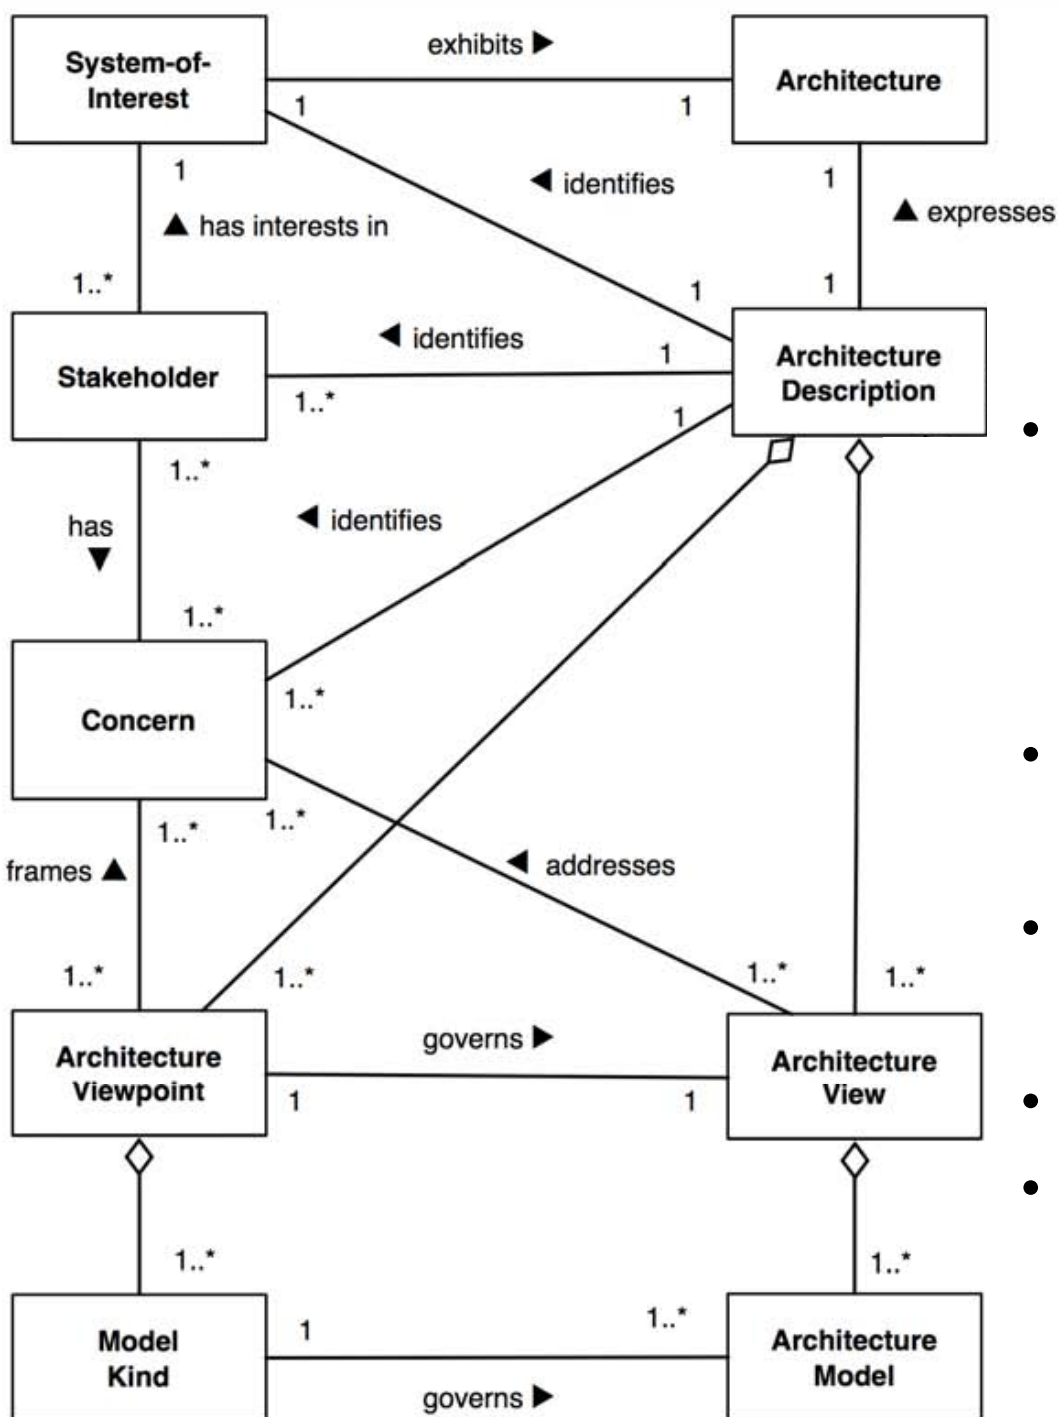 exhibits ▶
System-of-
Interest
Architecture
1
1
1
1
◀ identifies
▲ has interests in
▲ expresses
1..*
1
1
◀ identifies
1
Stakeholder
Architecture
Description
1..*
1
1..*
◀ identifies
has
▼
1..*
1..*
Concern
1..*
1..*
frames ▲
◀ addresses
1..*
1..*
1..*
1..*
governs ▶
Architecture
Viewpoint
Architecture
View
1
1
1..*
1..*
1
1..*
Model
Kind
Architecture
Model
governs ▶